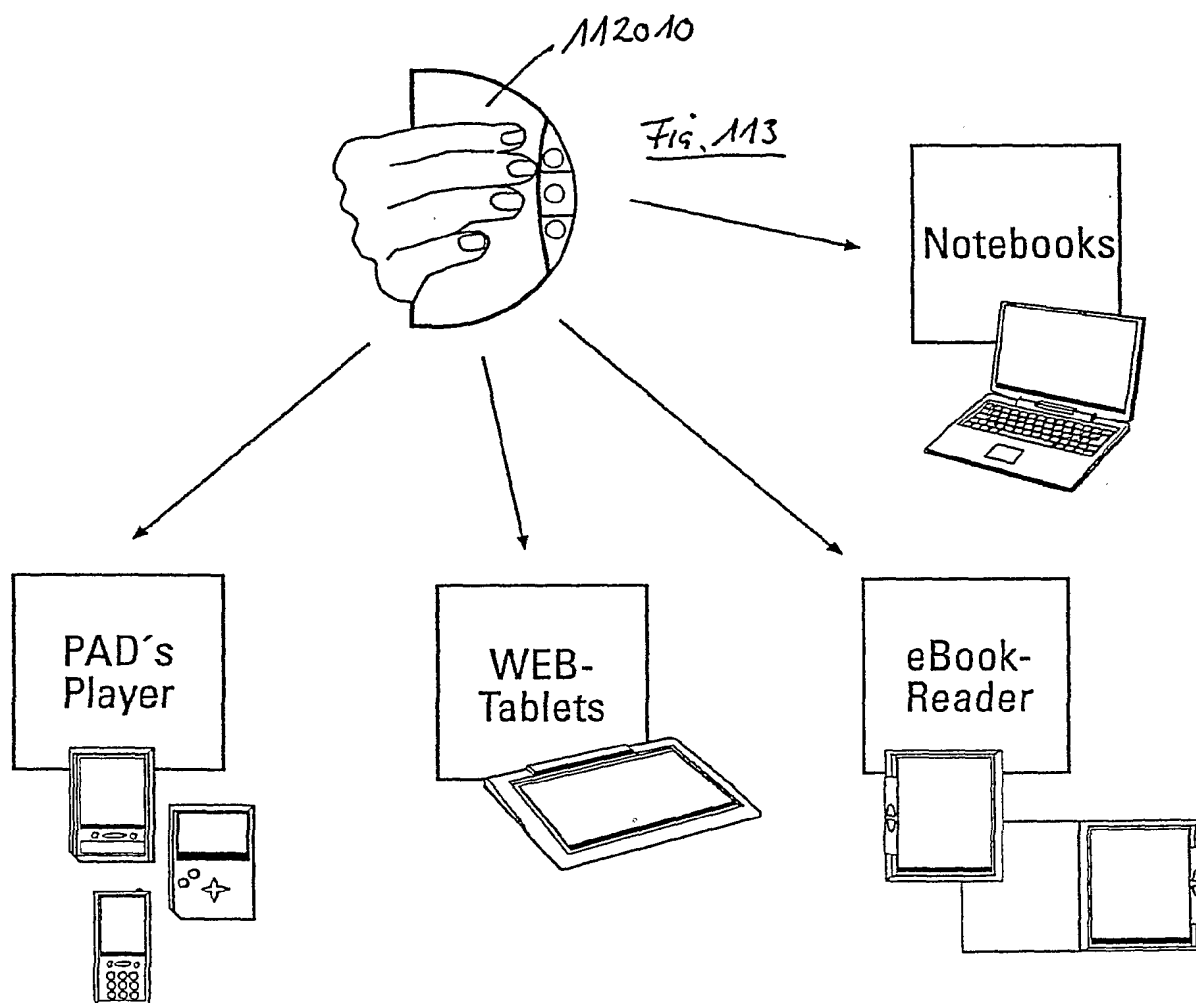 112010
Fig. 113
Notebooks
PAD´s
Player
WEB-
Tablets
eBook-
Reader